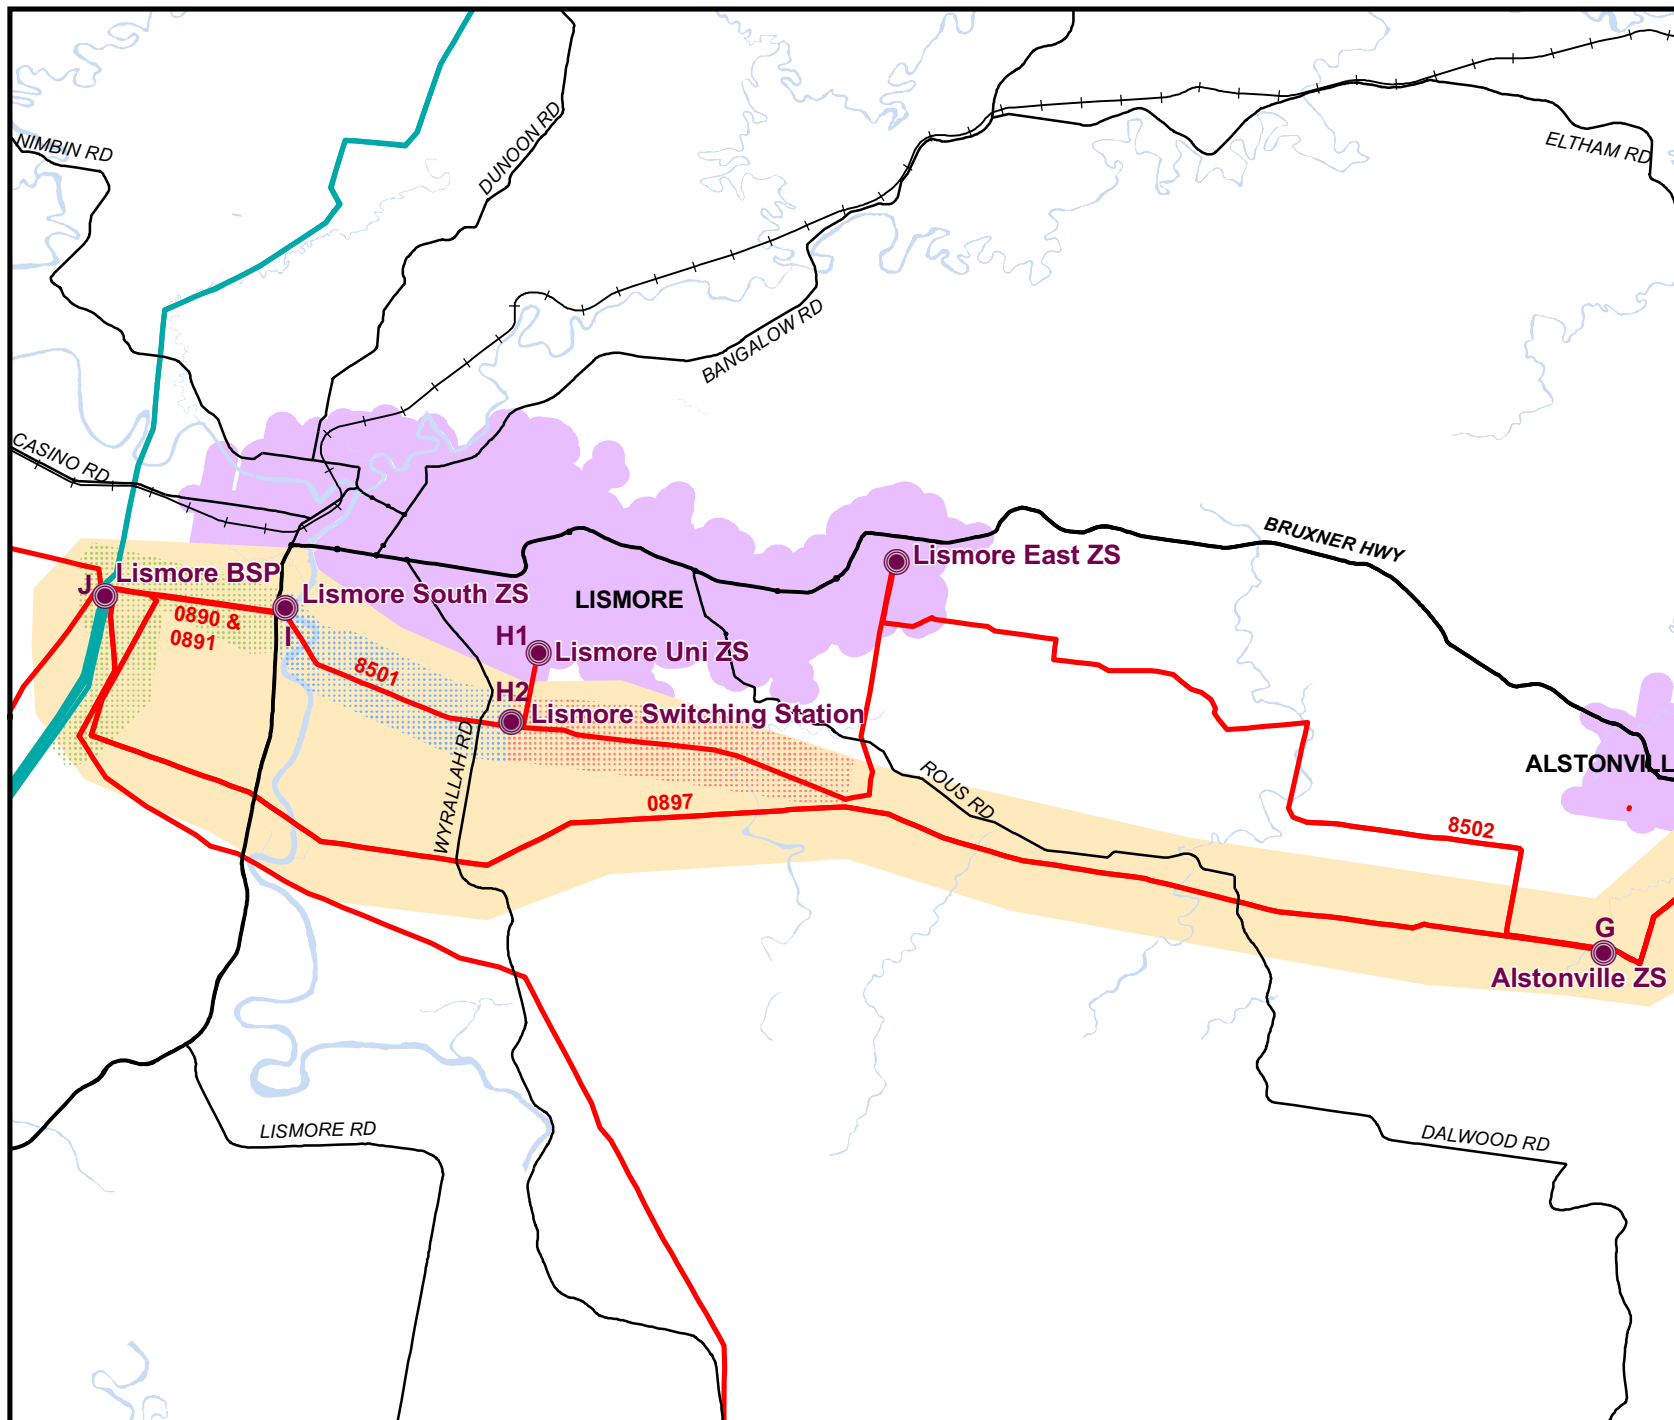 NIMBIN RD
DUNOON RD
ELTHAM RD
BANGALOW RD
CASINO RD
BRUXNER HWY
Lismore East ZS
J
Lismore BSP
Lismore South ZS
LISMORE
0890 &
0891
I
H1
Lismore Uni ZS
8501
H2
Lismore Switching Station
WYRALLAH RD
ROUS RD
ALSTONVILL
0897
8502
G
Alstonville ZS
LISMORE RD
DALWOOD RD